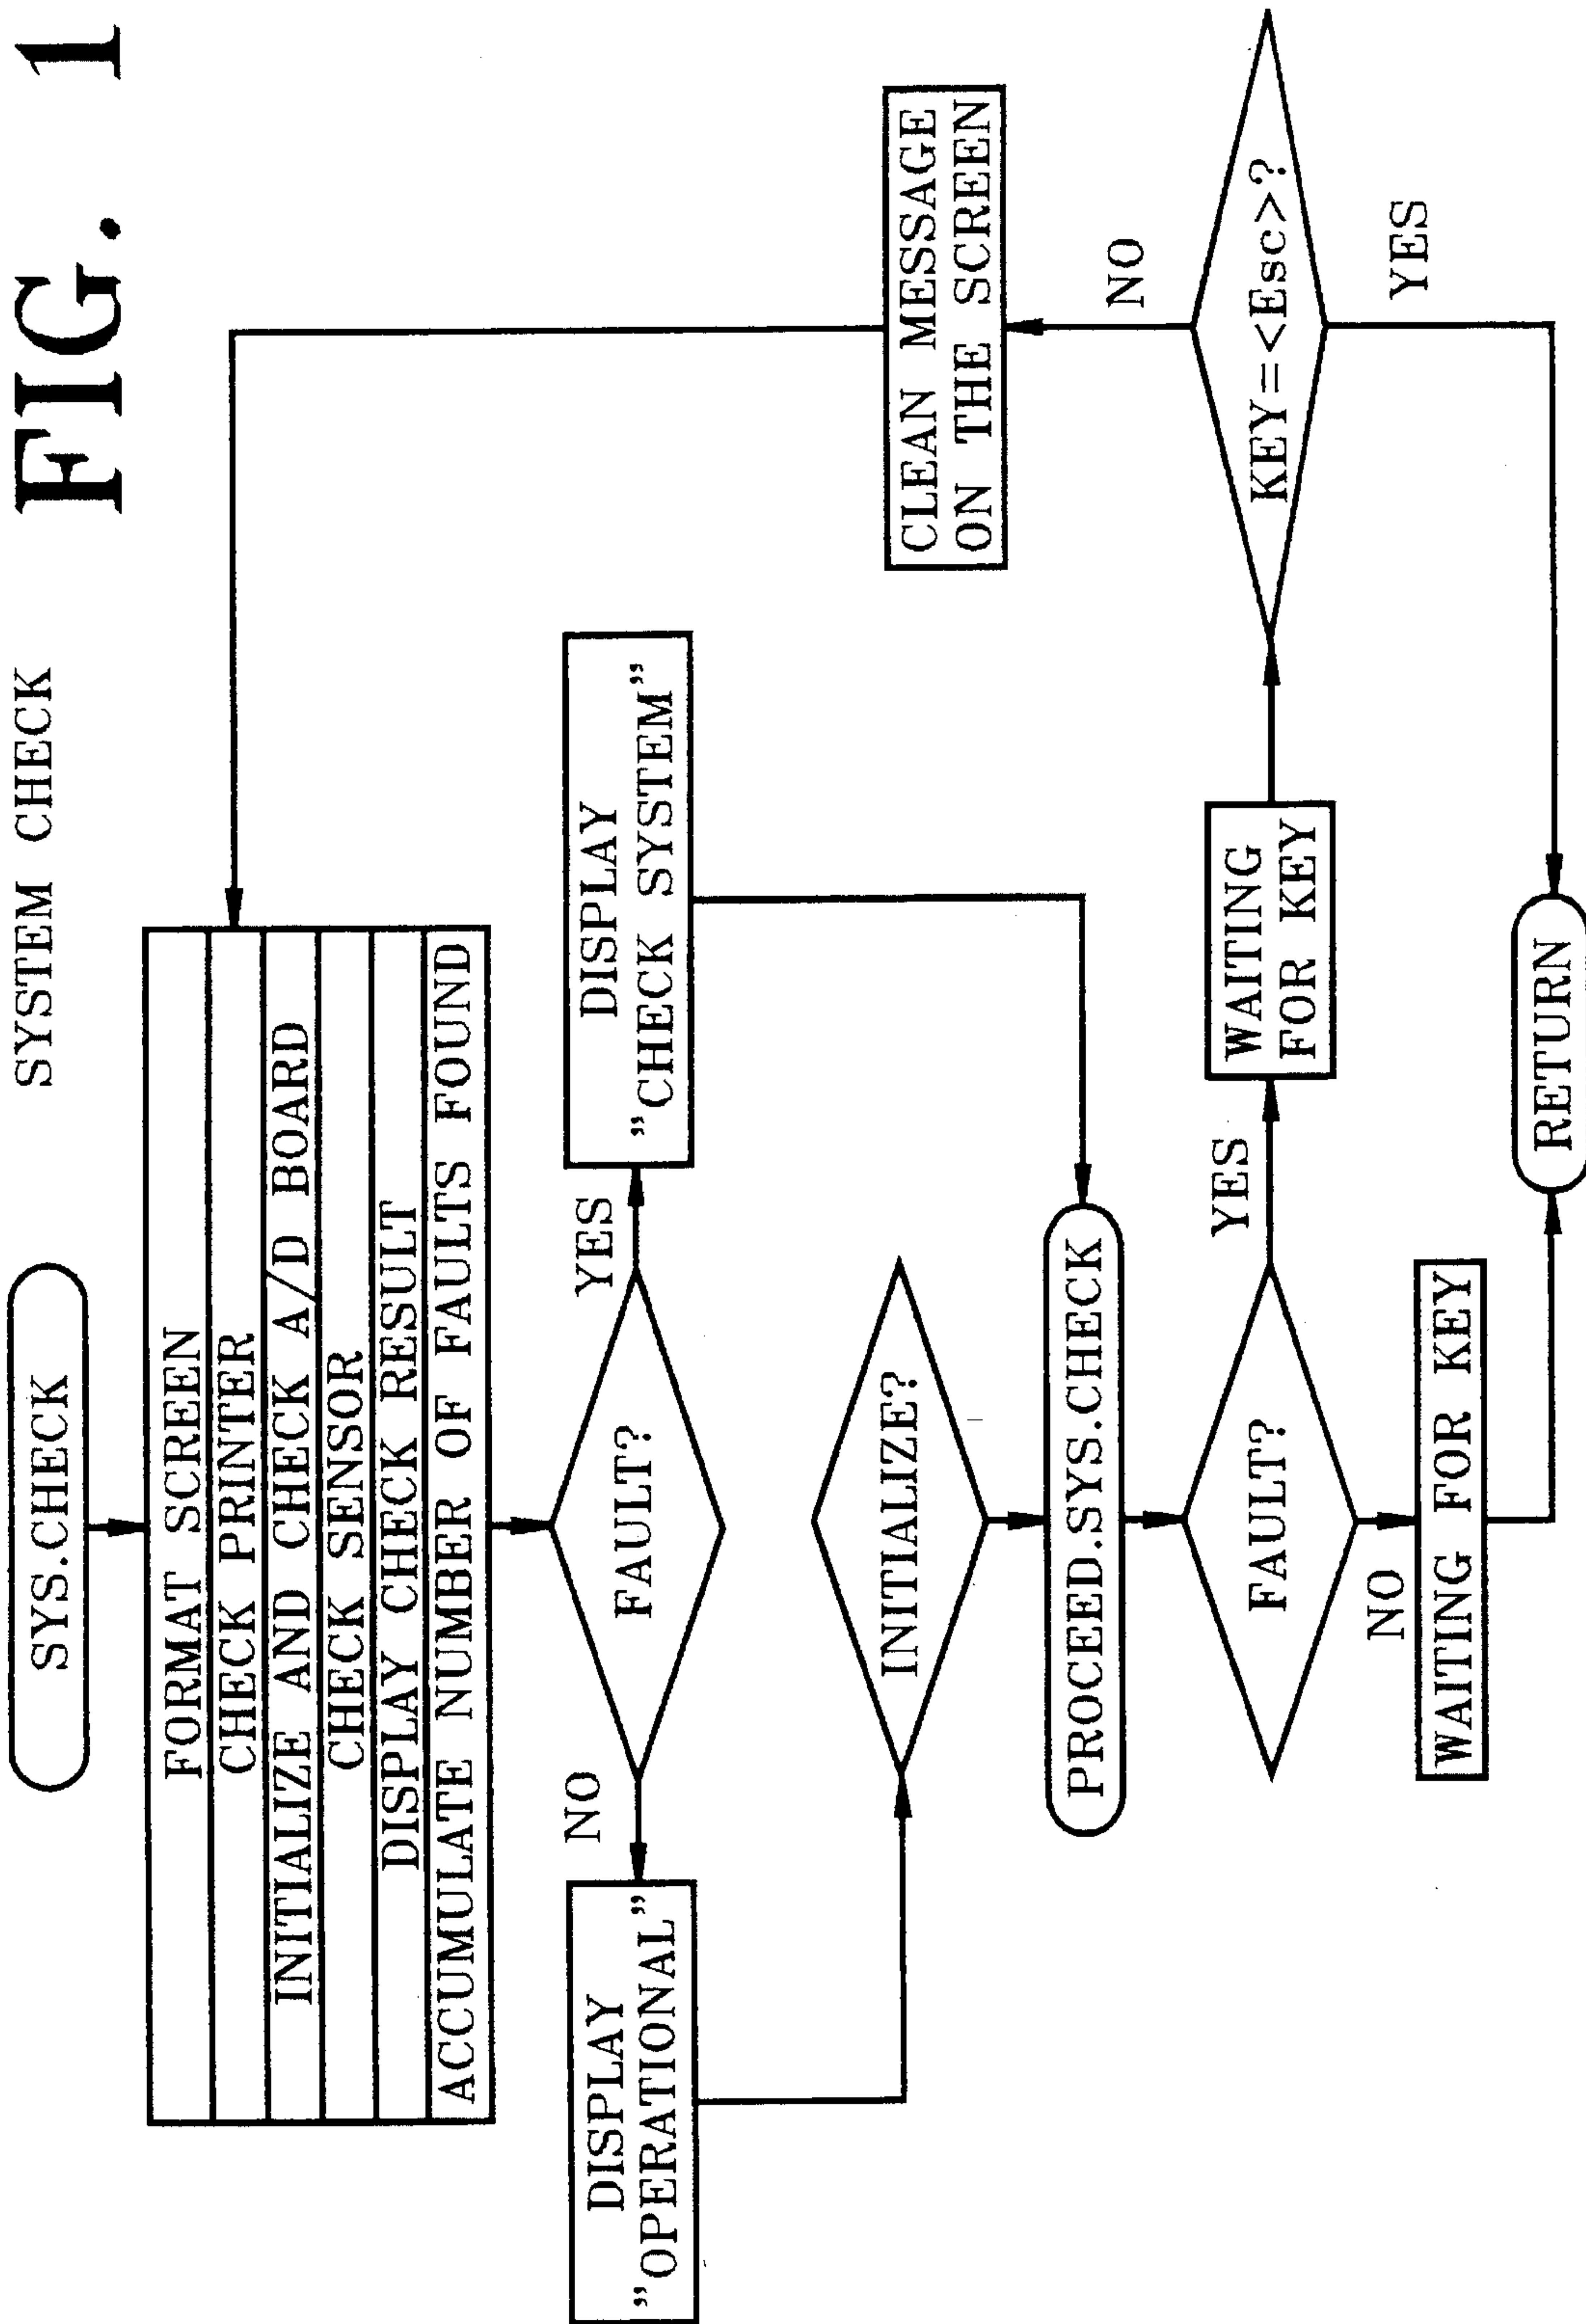 FIG. 1
SYSTEM CHECK
SYS.CHECK
FORMAT SCREEN
CHECK PRINTER
INITIALIZE AND CHECK A/D BOARD
CHECK SENSOR
DISPLAY CHECK RESULT
ACCUMULATE NUMBER OF FAULTS FOUND
FAULT?
NO
YES
DISPLAY
"OPERATIONAL"
DISPLAY
"CHECK SYSTEM"
INITIALIZE?
PROCEED.SYS.CHECK
FAULT?
YES
NO
WAITING
FOR KEY
KEY=<Esc>?
NO
YES
CLEAN MESSAGE
ON THE SCREEN
WAITING FOR KEY
RETURN